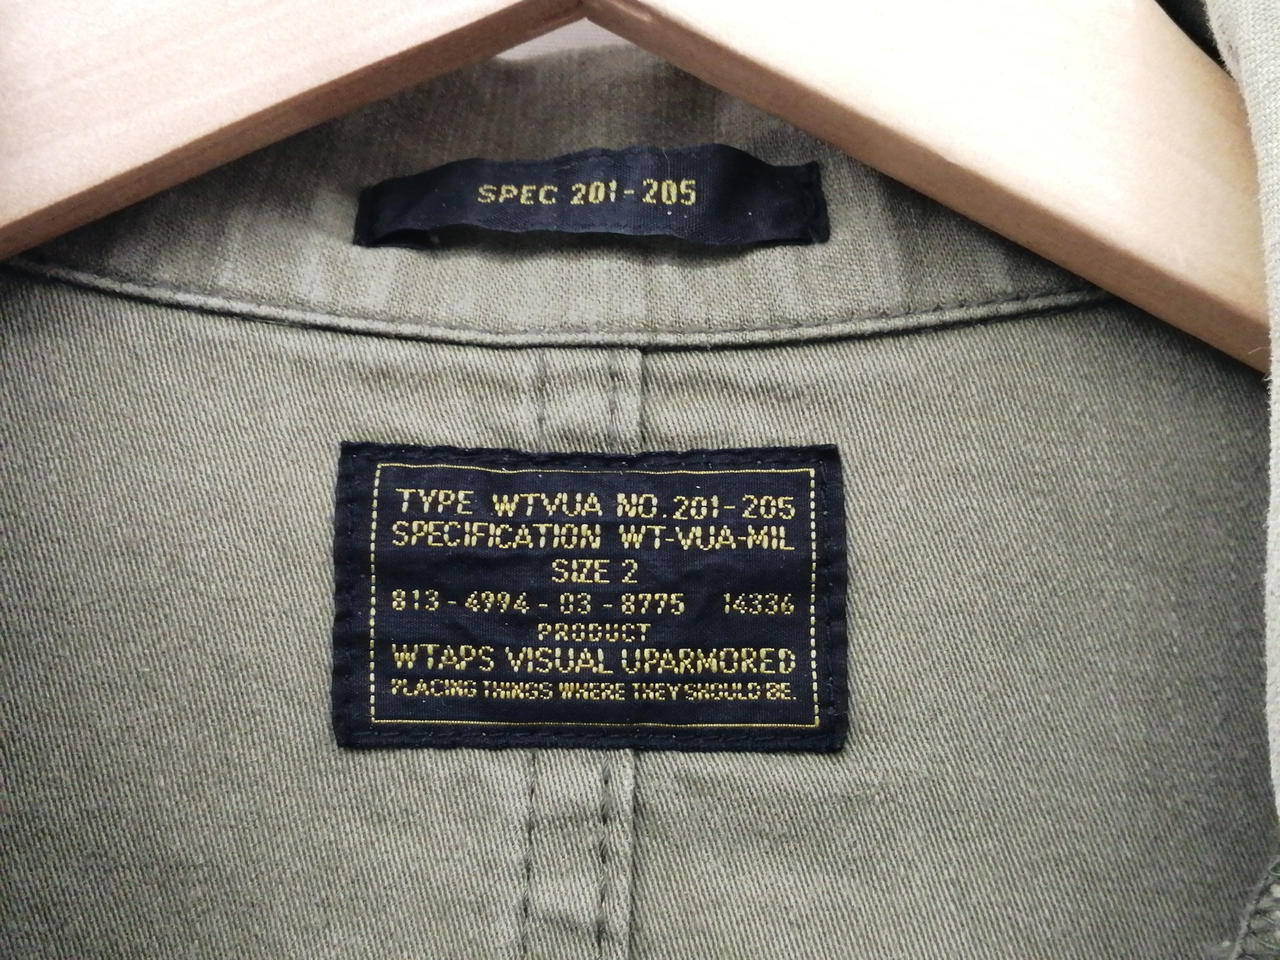 SPEC 201-205
TYPE WTVUA NO.201-205
SPECIFICATION WT-VUA-MIL
SIZE 2
813-4994-03-8775 14336
PRODUCT
WTAPS VISUAL UPARMORED
PLACING THINGS WHERE THEY SHOULD BE.